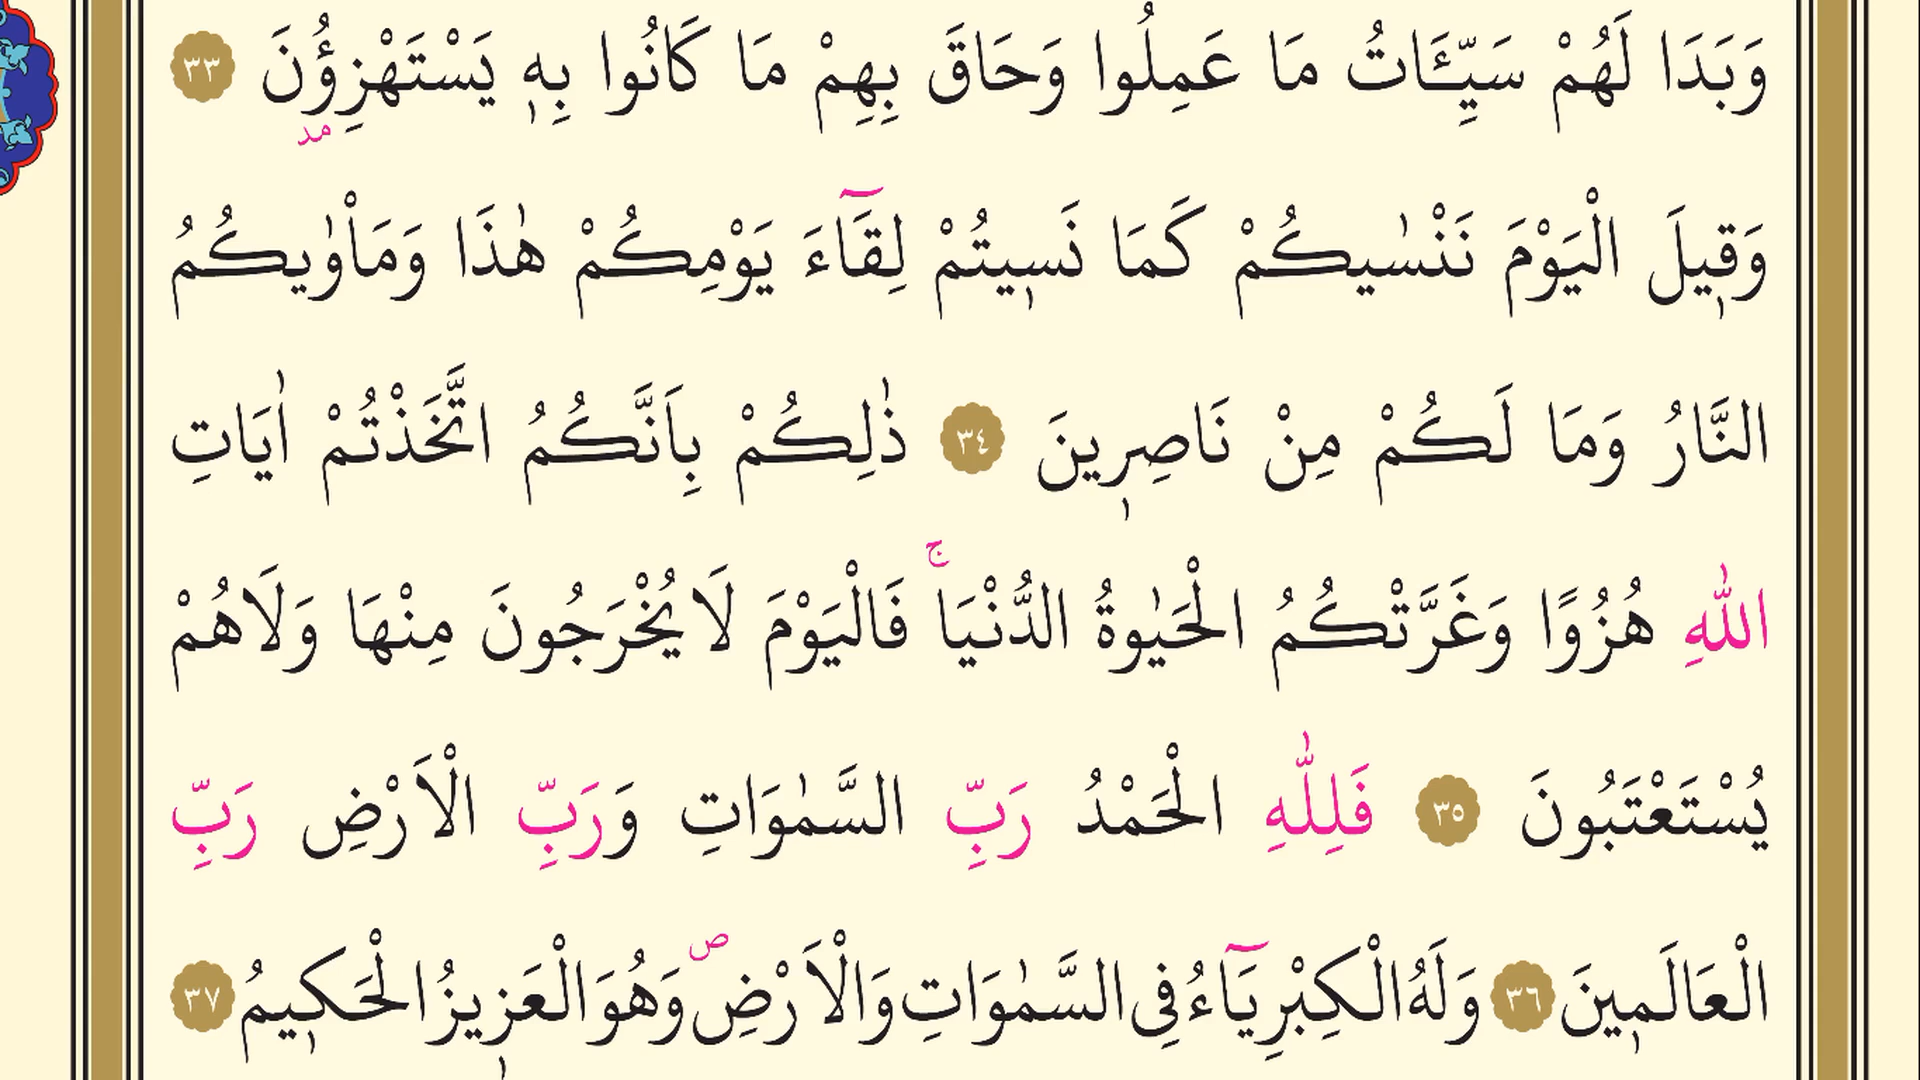 وَبَدَا لَهُمْ سَيِّـَٔاتُ مَا عَمِلُوا وَحَاقَ بِهِمْ مَا كَانُوا بِهٖ يَسْتَهْزِؤُ۫نَ ٣٣
مد
وَقٖيلَ الْيَوْمَ نَنْسٰيكُمْ كَمَا نَسٖيتُمْ لِقَٓاءَ يَوْمِكُمْ هٰذَا وَمَأْوٰيكُمُ
النَّارُ وَمَا لَكُمْ مِنْ نَاصِرٖينَ ٣٤ ذٰلِكُمْ بِاَنَّكُمُ اتَّخَذْتُمْ اٰيَاتِ
اللّٰهِ هُزُوًا وَغَرَّتْكُمُ الْحَيٰوةُ الدُّنْيَاۚ فَالْيَوْمَ لَا يُخْرَجُونَ مِنْهَا وَلَا هُمْ
يُسْتَعْتَبُونَ ٣٥ فَلِلّٰهِ الْحَمْدُ رَبِّ السَّمٰوَاتِ وَرَبِّ الْاَرْضِ رَبِّ
الْعَالَمٖينَ ٣٦ وَلَهُ الْكِبْرِيَٓاءُ فِي السَّمٰوَاتِ وَالْاَرْضِ ص وَهُوَ الْعَزٖيزُ الْحَكٖيمُ ٣٧